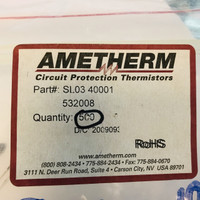 AMETHERM
Circuit Protection Thermistors
Part#: SL03 40001
532008
Quantity: 500
D/C 2009092
RoHS
www.ametherm.com
(800) 808-2434 • 775-884-2434 • Fax: 775-884-0670
3111 N. Deer Run Road, Suite 4 • Carson City, NV 89701